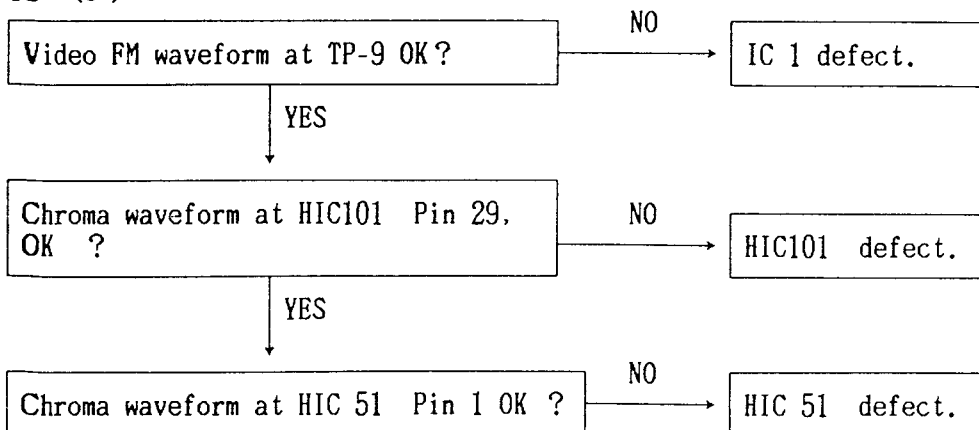 NO
Video FM waveform at TP-9 OK?
IC 1 defect.
YES
Chroma waveform at HIC101 Pin 29,
OK ?
NO
HIC101 defect.
YES
Chroma waveform at HIC 51 Pin 1 OK ?
NO
HIC 51 defect.